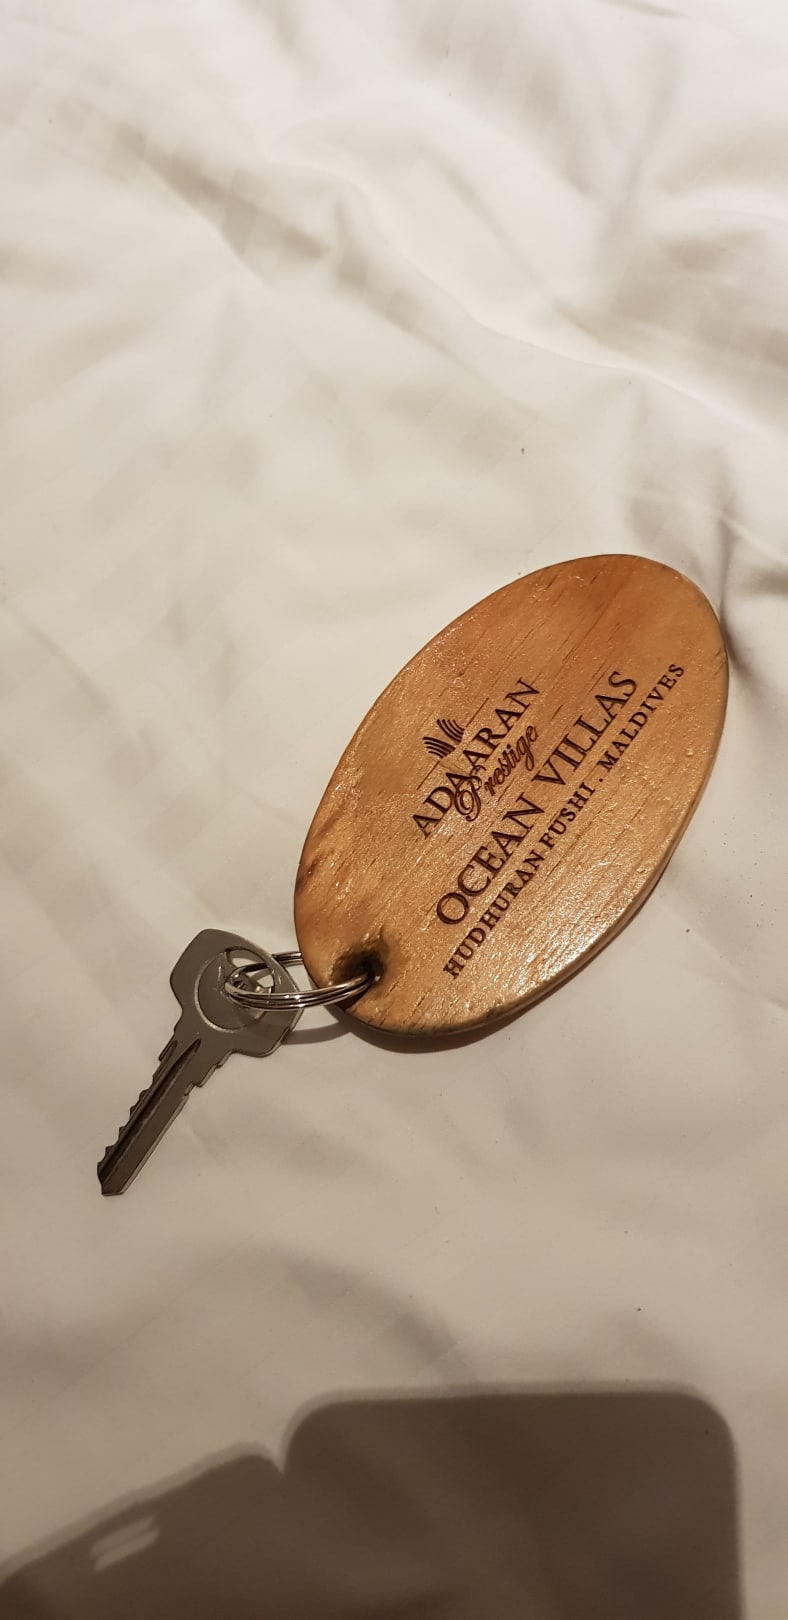 ADAARAN
Prestige
OCEAN VILLAS
HUDHURAN FUSHI . MALDIVES